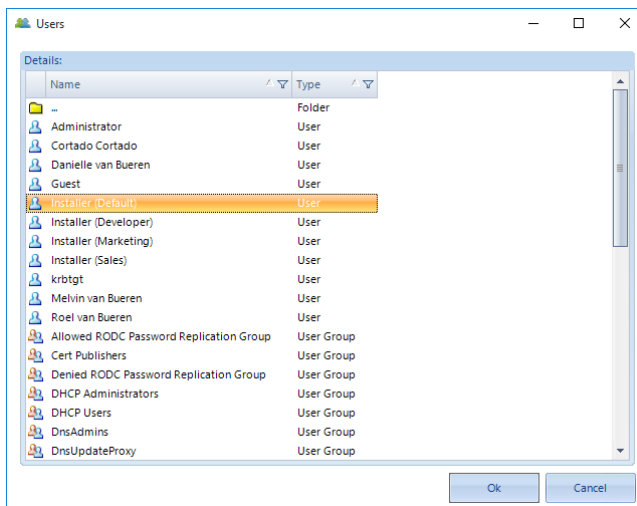 Users
Details:
Name Type
.. Folder
Administrator User
Cortado Cortado User
Danielle van Bueren User
Guest User
Installer (Default) User
Installer (Developer) User
Installer (Marketing) User
Installer (Sales) User
krbtgt User
Melvin van Bueren User
Roel van Bueren User
Allowed RODC Password Replication Group User Group
Cert Publishers User Group
Denied RODC Password Replication Group User Group
DHCP Administrators User Group
DHCP Users User Group
DnsAdmins User Group
DnsUpdateProxy User Group
Ok Cancel